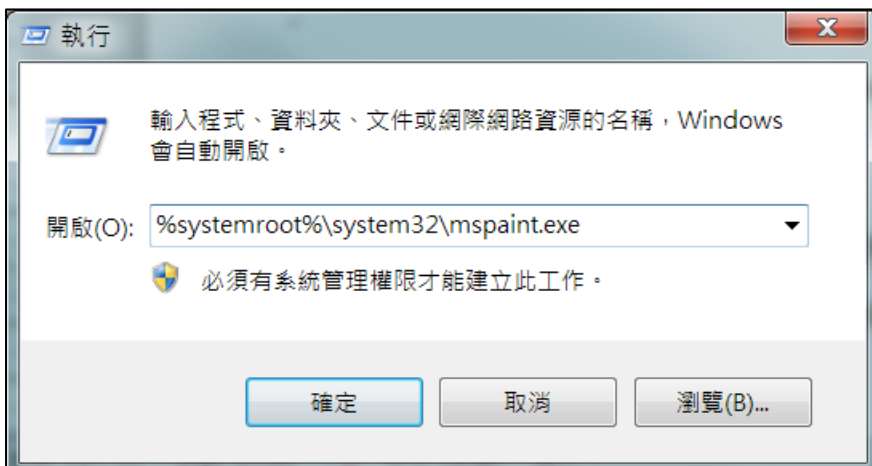 執行
輸入程式、資料夾、文件或網際網路資源的名稱，Windows
會自動開啟。
開啟(O): %systemroot%\system32\mspaint.exe
必須有系統管理權限才能建立此工作。
確定 取消 瀏覽(B)...